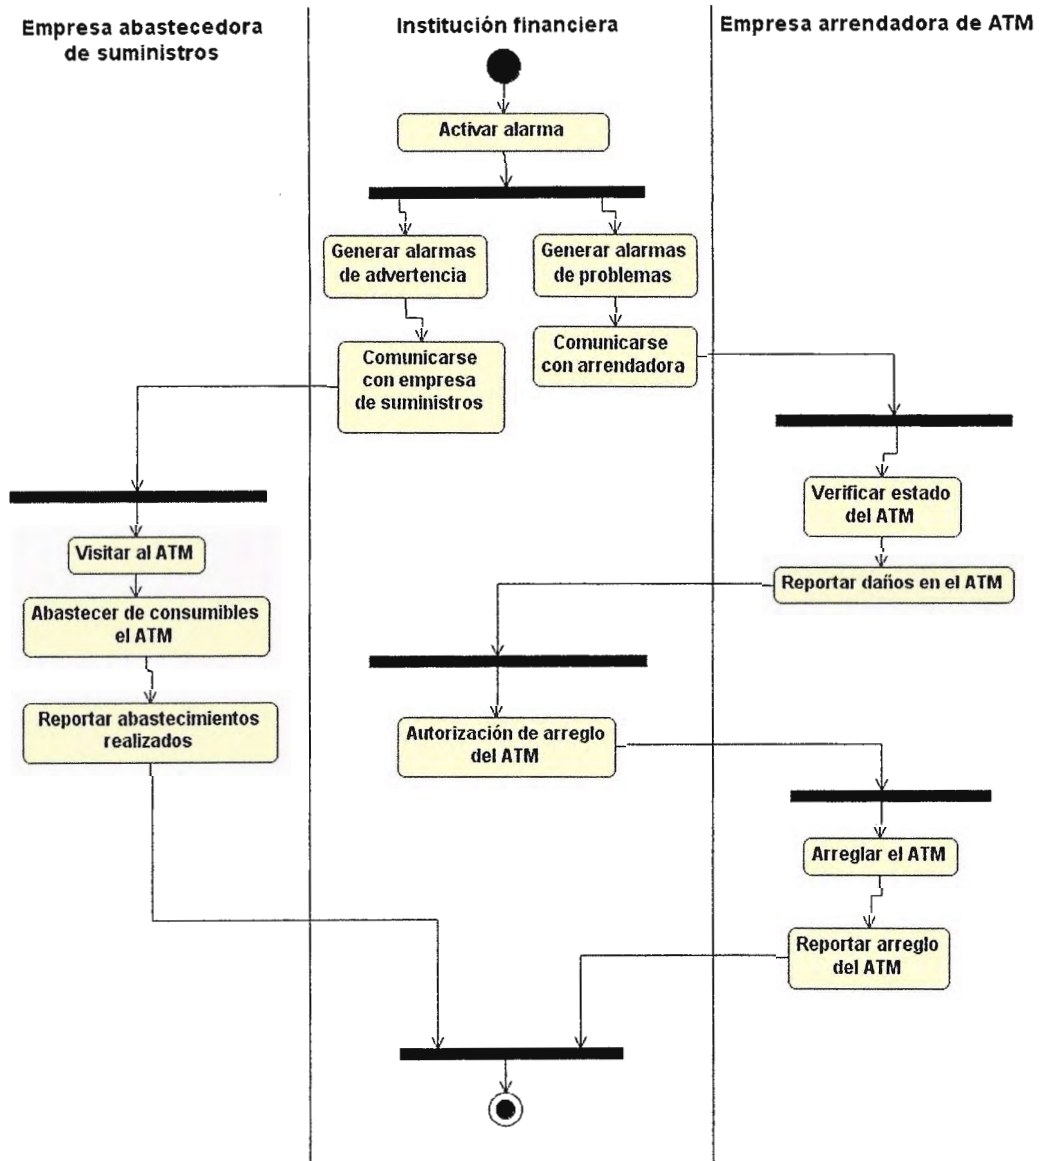 Empresa abastecedora
de suministros
Institución financiera
Empresa arrendadora de ATM
Activar alarma
Generar alarmas
de advertencia
Generar alarmas
de problemas
Comunicarse
con empresa
de suministros
Comunicarse
con arrendadora
Verificar estado
del ATM
Visitar al ATM
Reportar daños en el ATM
Abastecer de consumibles
el ATM
Reportar abastecimientos
realizados
Autorización de arreglo
del ATM
Arreglar el ATM
Reportar arreglo
del ATM